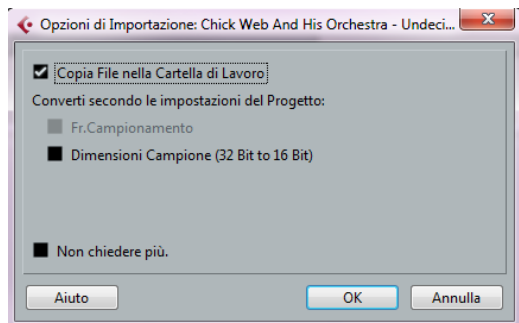 Opzioni di Importazione: Chick Web And His Orchestra - Undeci...
Copia File nella Cartella di Lavoro
Converti secondo le impostazioni del Progetto:
Fr.Campionamento
Dimensioni Campione (32 Bit to 16 Bit)
Non chiedere più.
Aiuto OK Annulla